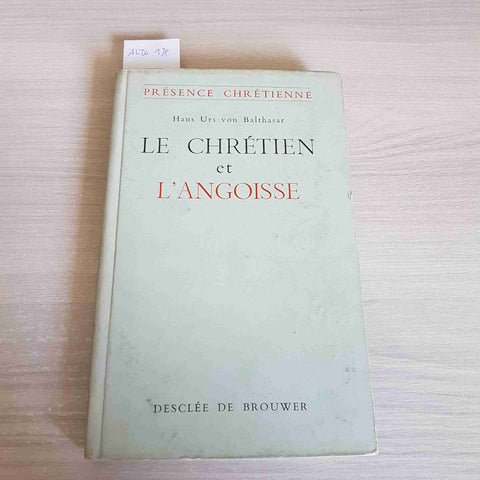 PRÉSENCE CHRÉTIENNE
Hans Urs von Balthasar
LE CHRÉTIEN
et
L'ANGOISSE
DESCLÉE DE BROUWER